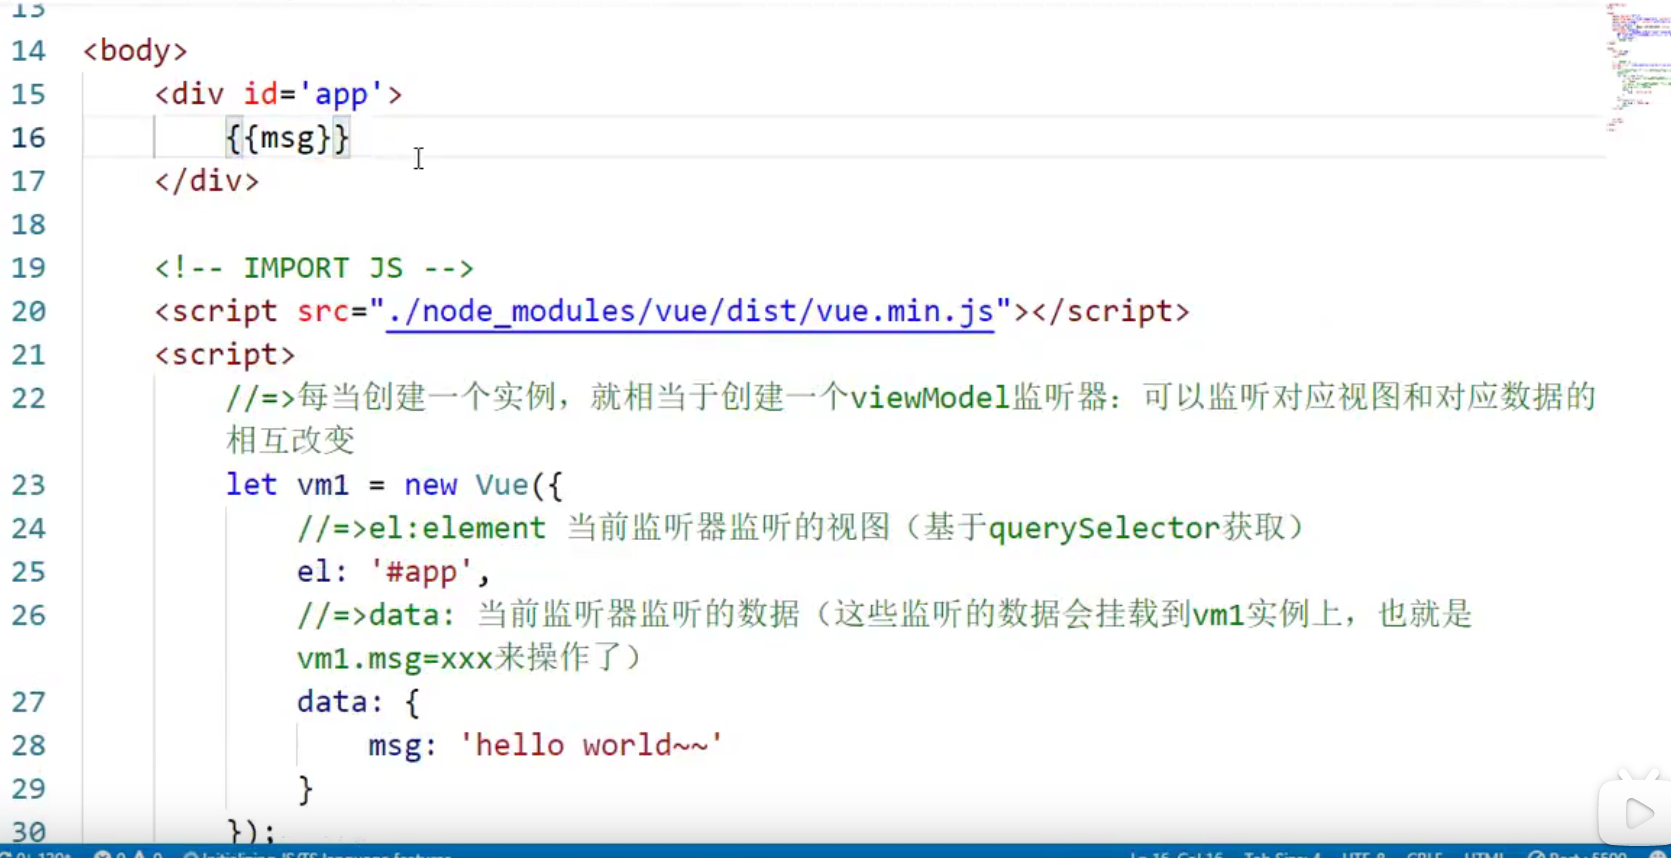 13
14 <body>
15 <div id='app'>
16 {{msg}}
17 </div>
18
19 <!-- IMPORT JS -->
20 <script src="./node_modules/vue/dist/vue.min.js"></script>
21 <script>
22 //=>每当创建一个实例，就相当于创建一个viewModel监听器：可以监听对应视图和对应数据的
相互改变
23 let vm1 = new Vue({
24 //=>el:element 当前监听器监听的视图（基于querySelector获取）
25 el: '#app',
26 //=>data: 当前监听器监听的数据（这些监听的数据会挂载到vm1实例上，也就是
vm1.msg=xxx来操作了）
27 data: {
28 msg: 'hello world~~'
29 }
30 });